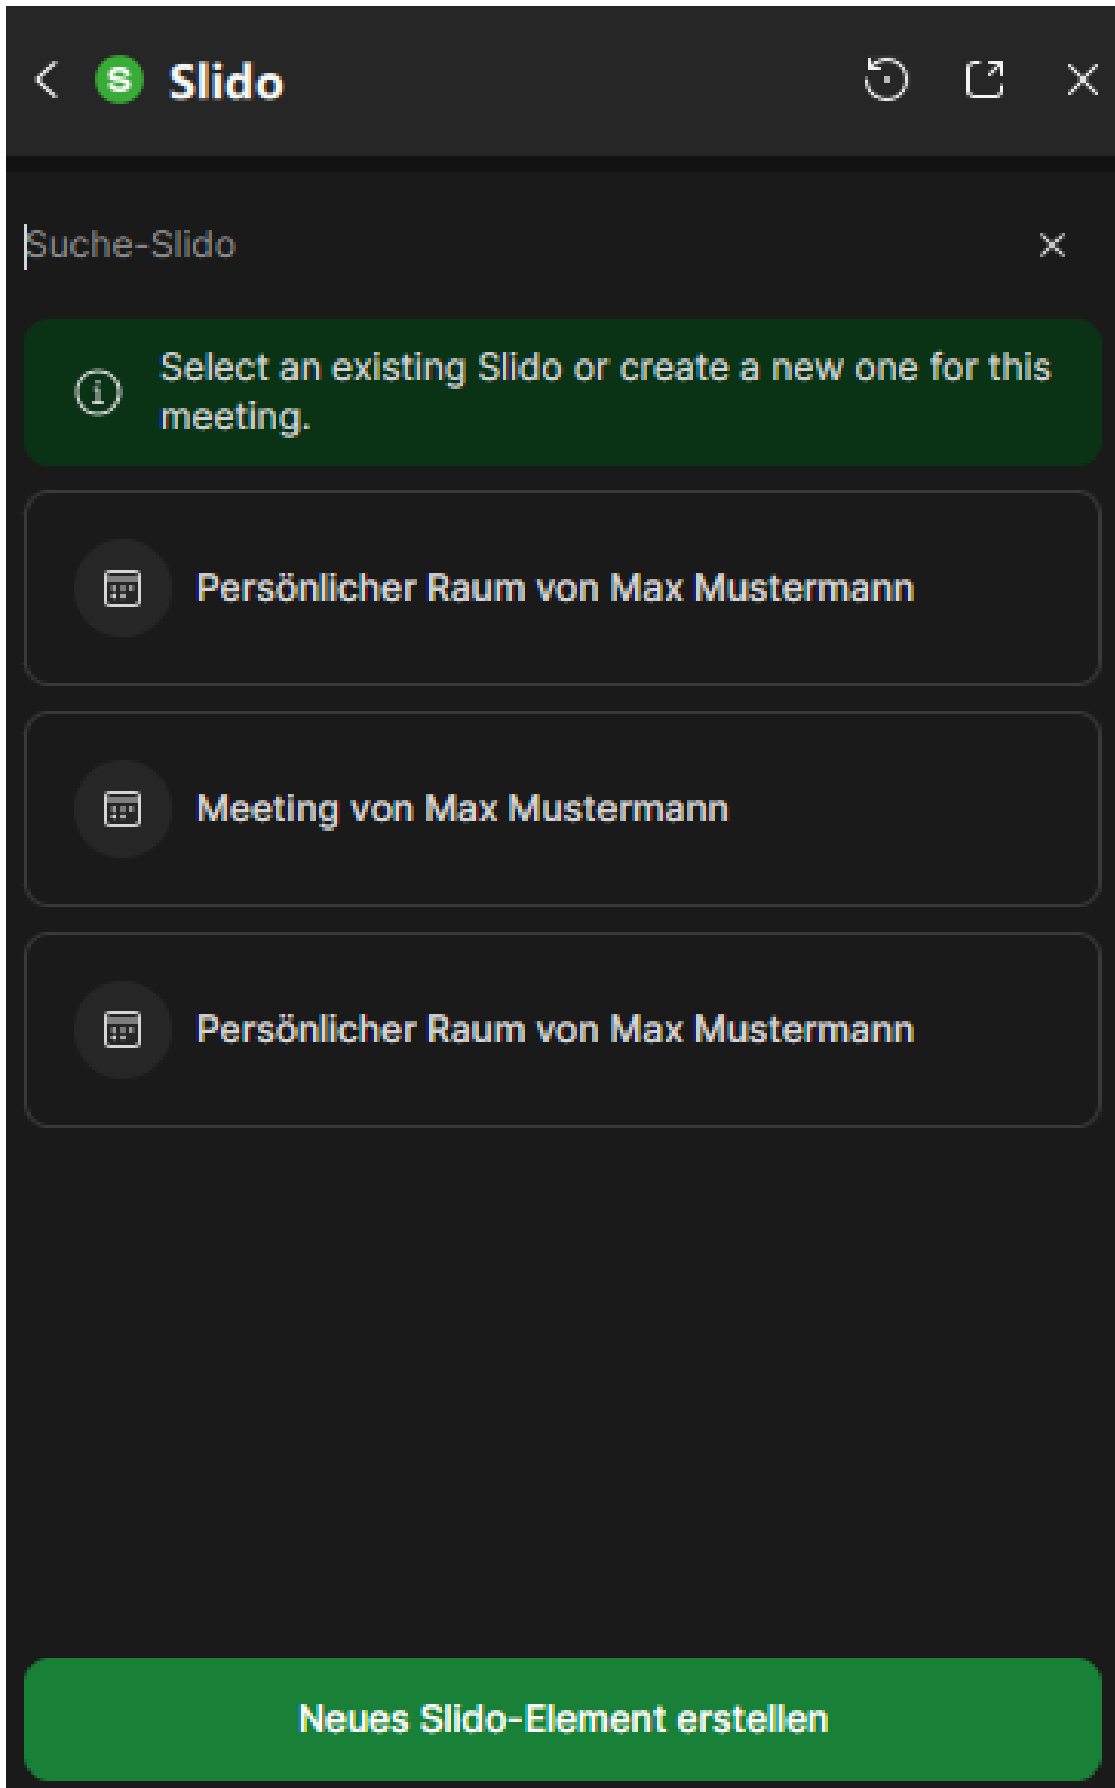 S Slido
Suche-Slido
Select an existing Slido or create a new one for this
meeting.
Persönlicher Raum von Max Mustermann
Meeting von Max Mustermann
Persönlicher Raum von Max Mustermann
Neues Slido-Element erstellen